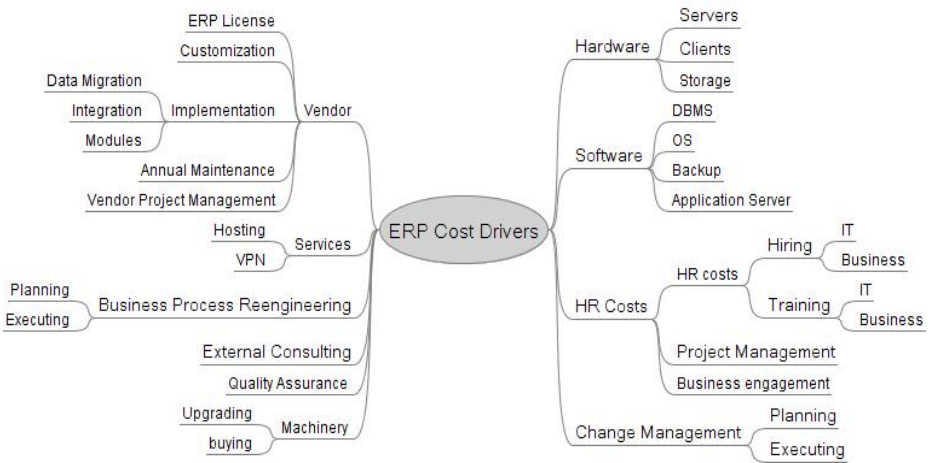 ERP Cost Drivers
Vendor
ERP License
Customization
Implementation
Data Migration
Integration
Modules
Annual Maintenance
Vendor Project Management
Services
Hosting
VPN
Business Process Reengineering
Planning
Executing
External Consulting
Quality Assurance
Machinery
Upgrading
buying
Hardware
Servers
Clients
Storage
Software
DBMS
OS
Backup
Application Server
HR Costs
HR costs
Hiring
IT
Business
Training
IT
Business
Project Management
Business engagement
Change Management
Planning
Executing